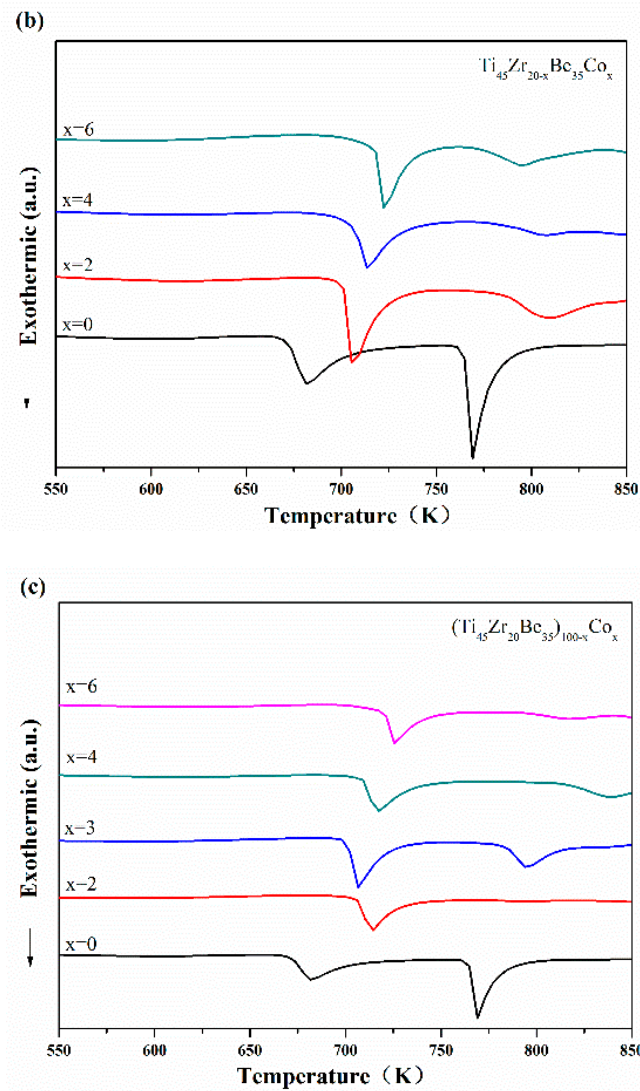 (b)
Ti₄₅Zr₂₀₋ₓBe₃₅Coₓ
x=6
x=4
x=2
x=0
Exothermic (a.u.)
550 600 650 700 750 800 850
Temperature（K）
(c)
(Ti₄₅Zr₂₀Be₃₅)₁₀₀₋ₓCoₓ
x=6
x=4
x=3
x=2
x=0
Exothermic (a.u.)
550 600 650 700 750 800 850
Temperature（K）